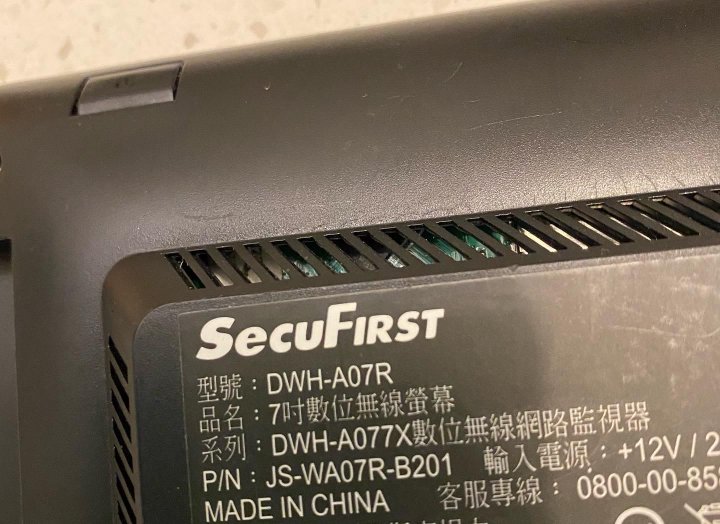 SECUFIRST
型號：DWH-A07R
品名：7吋數位無線螢幕
系列：DWH-A077X數位無線網路監視器
P/N：JS-WA07R-B201 輸入電源：+12V / 2
MADE IN CHINA 客服專線：0800-00-85